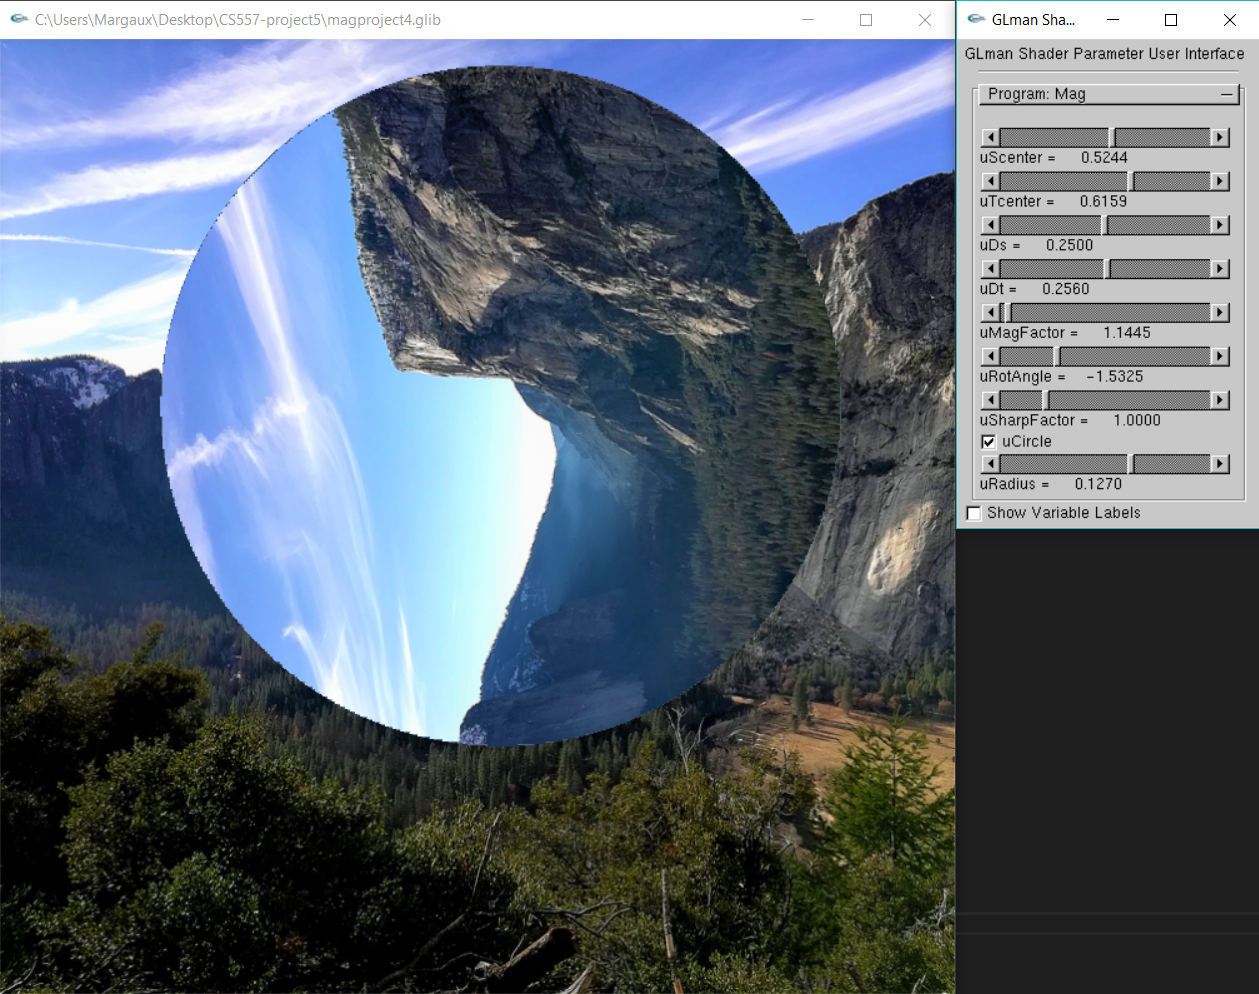 C:\Users\Margaux\Desktop\CS557-project5\magproject4.glib
GLman Sha...
GLman Shader Parameter User Interface
Program: Mag
uScenter = 0.5244
uTcenter = 0.6159
uDs = 0.2500
uDt = 0.2560
uMagFactor = 1.1445
uRotAngle = -1.5325
uSharpFactor = 1.0000
uCircle
uRadius = 0.1270
Show Variable Labels